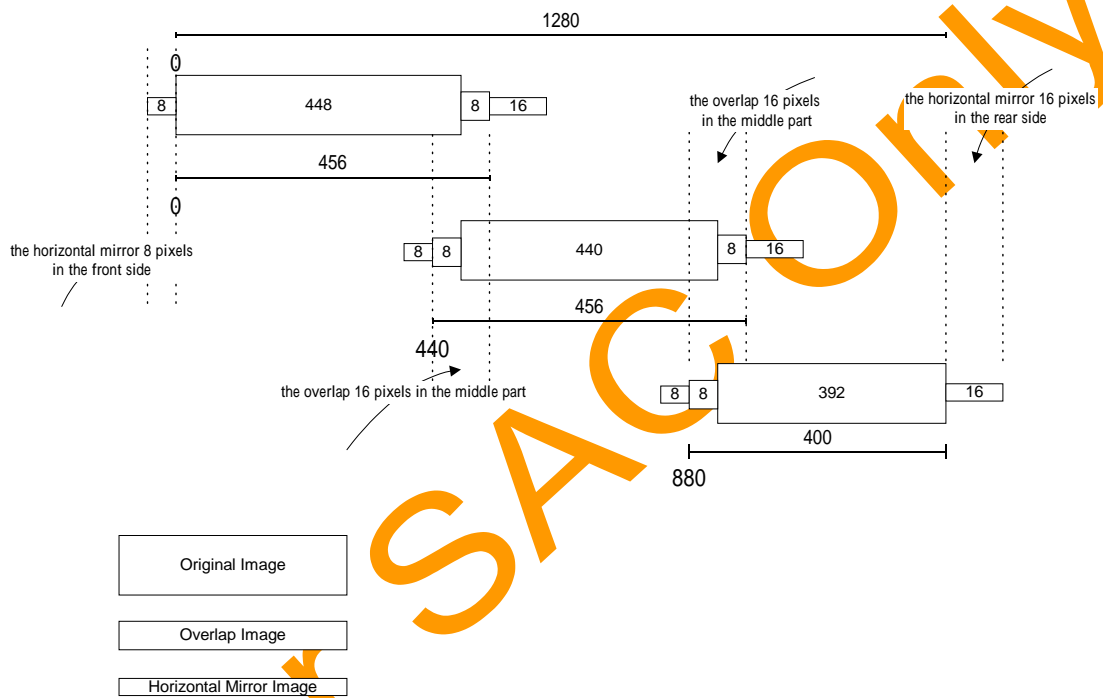 1280
0
8
448
8
16
the overlap 16 pixels
in the middle part
the horizontal mirror 16 pixels
in the rear side
456
0
the horizontal mirror 8 pixels
in the front side
8
8
440
8
16
456
440
the overlap 16 pixels in the middle part
8
8
392
16
400
880
Original Image
Overlap Image
Horizontal Mirror Image
SAC Only